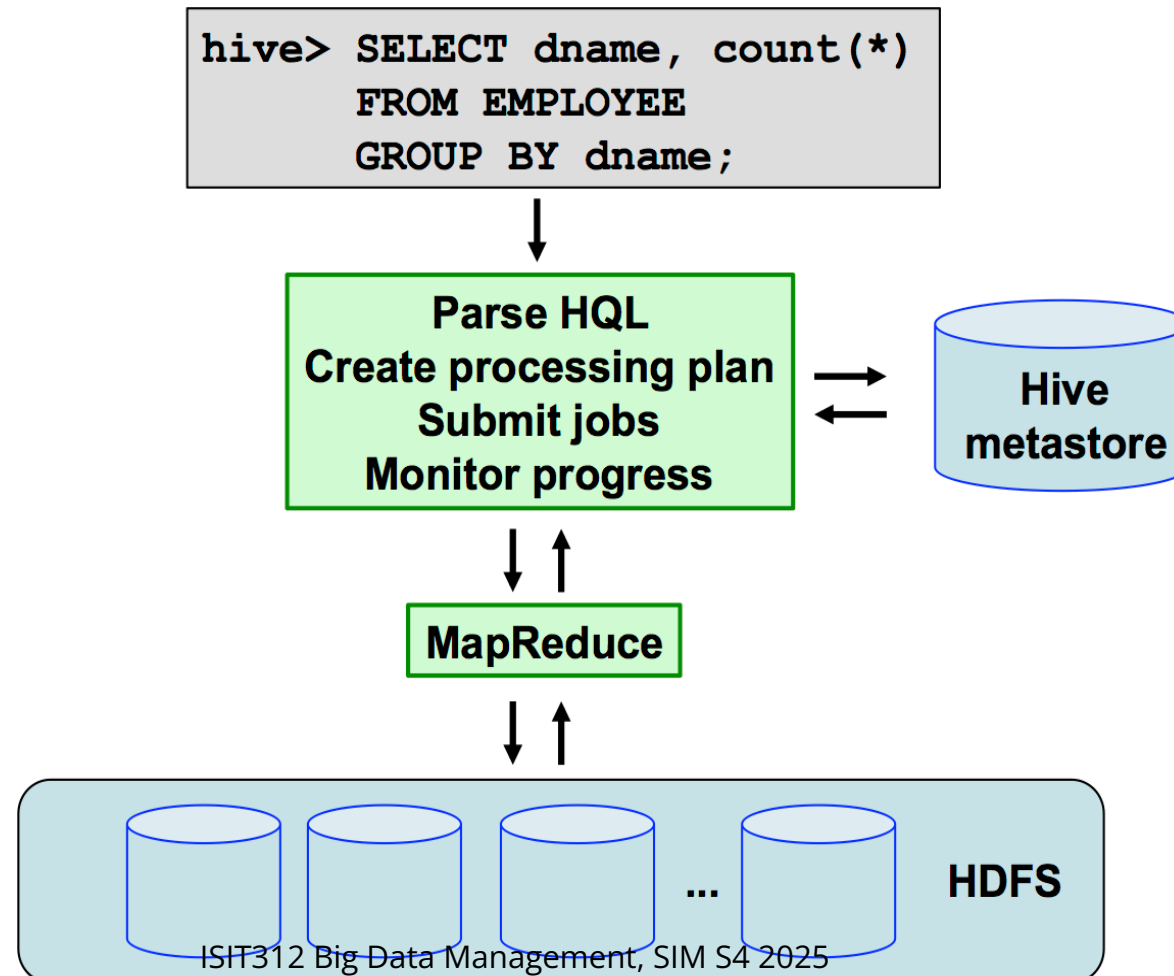 hive> SELECT dname, count(*)
FROM EMPLOYEE
GROUP BY dname;
Parse HQL
Create processing plan
Submit jobs
Monitor progress
Hive
metastore
MapReduce
...
HDFS
ISIT312 Big Data Management, SIM S4 2025